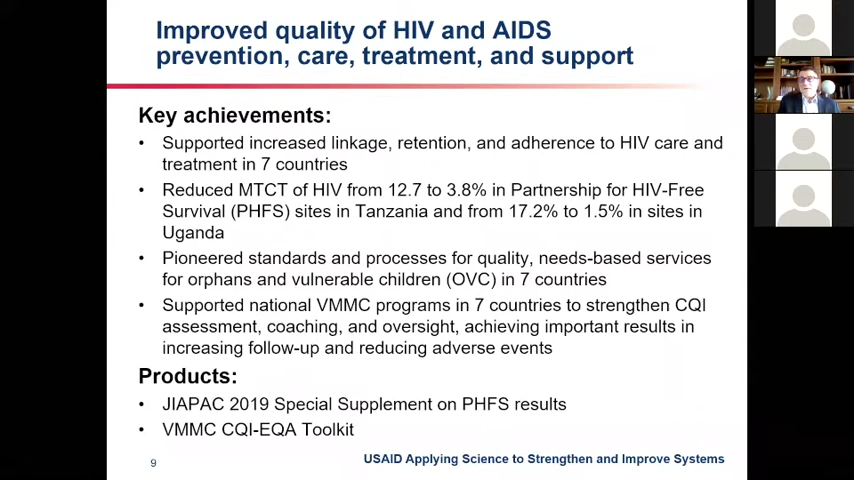 Improved quality of HIV and AIDS
prevention, care, treatment, and support
Key achievements:
• Supported increased linkage, retention, and adherence to HIV care and
treatment in 7 countries
• Reduced MTCT of HIV from 12.7 to 3.8% in Partnership for HIV-Free
Survival (PHFS) sites in Tanzania and from 17.2% to 1.5% in sites in
Uganda
• Pioneered standards and processes for quality, needs-based services
for orphans and vulnerable children (OVC) in 7 countries
• Supported national VMMC programs in 7 countries to strengthen CQI
assessment, coaching, and oversight, achieving important results in
increasing follow-up and reducing adverse events
Products:
• JIAPAC 2019 Special Supplement on PHFS results
• VMMC CQI-EQA Toolkit
9
USAID Applying Science to Strengthen and Improve Systems